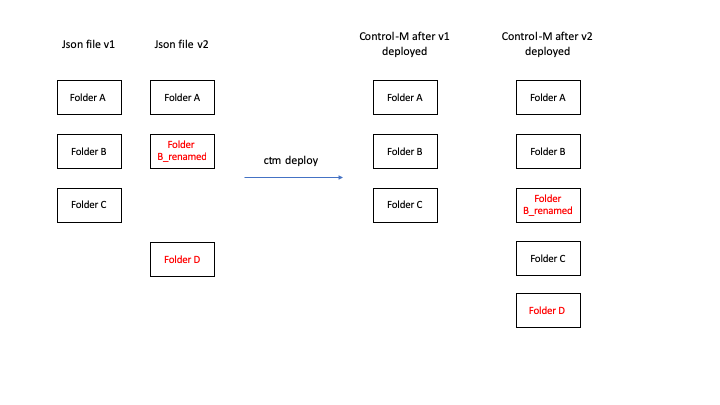 Json file v1
Json file v2
Control-M after v1
deployed
Control-M after v2
deployed
Folder A
Folder A
Folder A
Folder A
Folder B
Folder
B_renamed
ctm deploy
Folder B
Folder B
Folder C
Folder C
Folder
B_renamed
Folder D
Folder C
Folder D